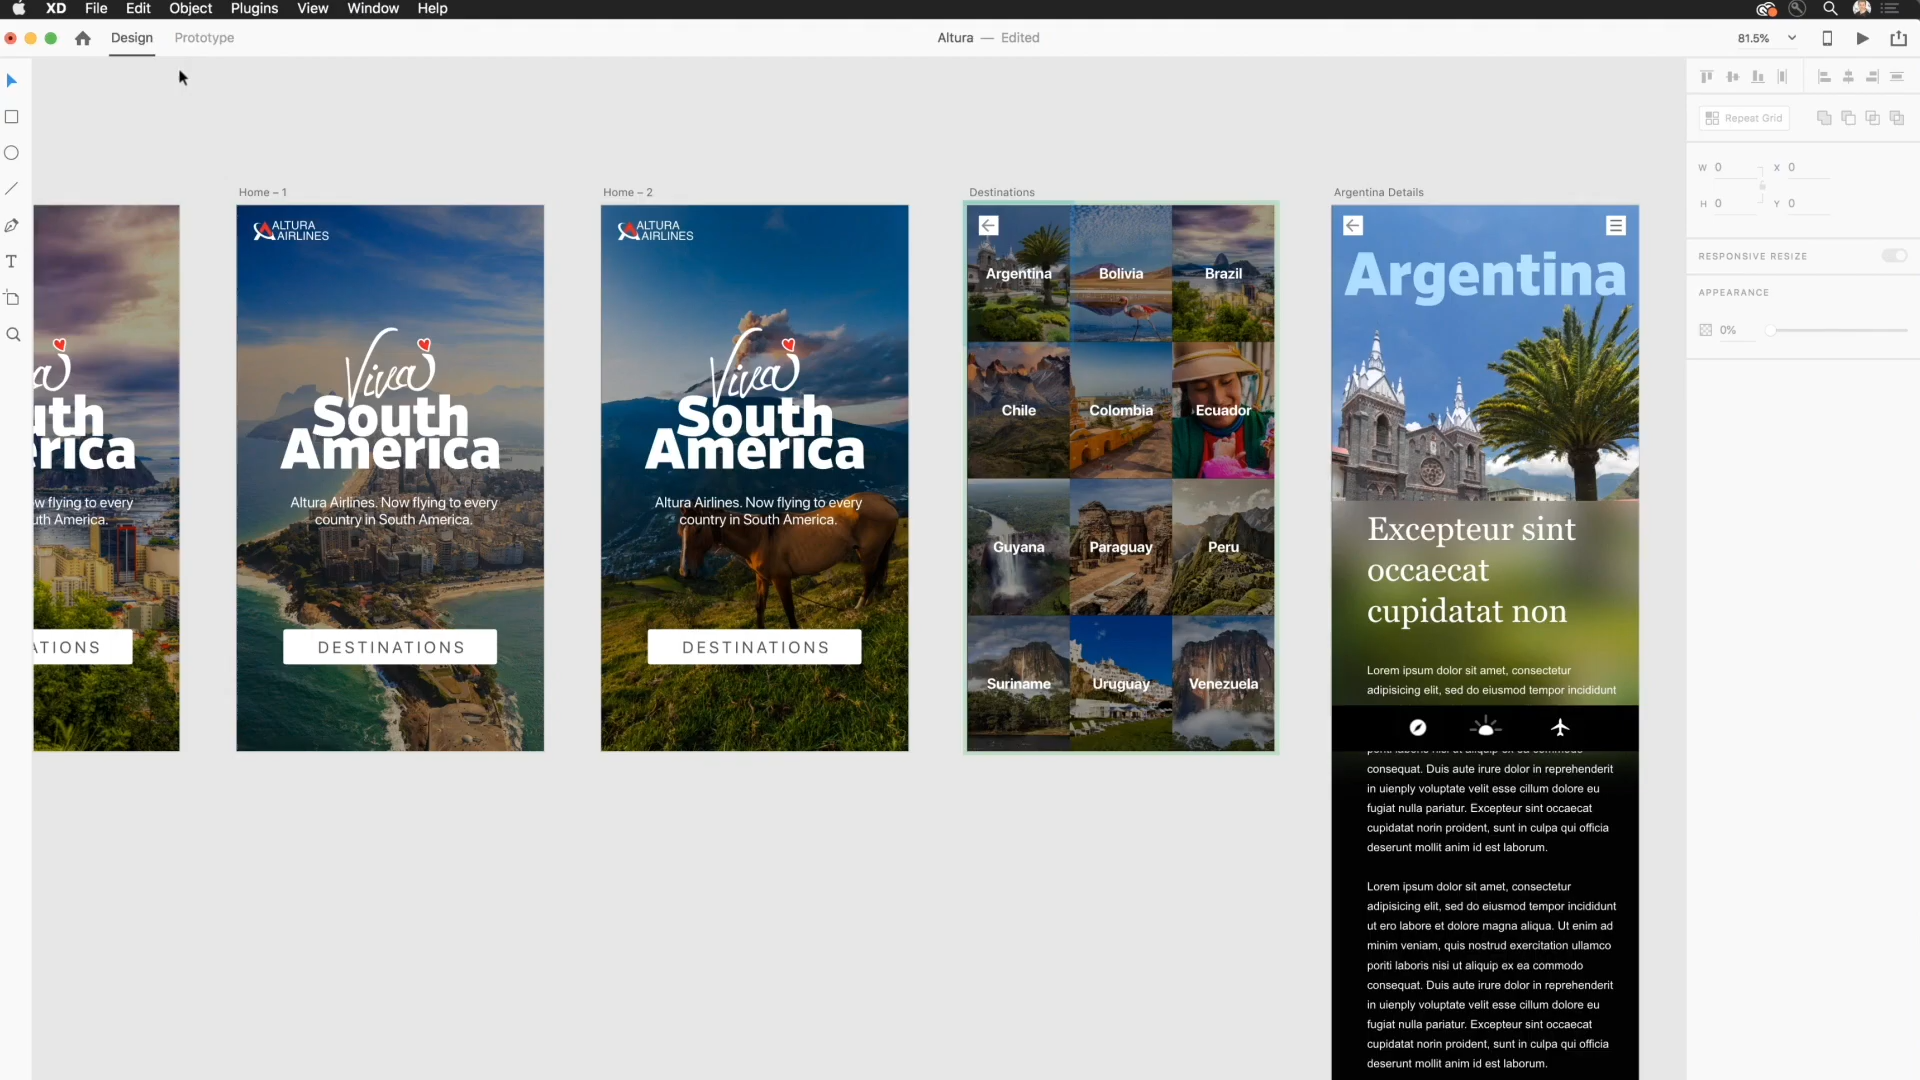 XD File Edit Object Plugins View Window Help
Design Prototype
Altura — Edited
81.5%
Repeat Grid
W 0 X 0
H 0 Y 0
RESPONSIVE RESIZE
APPEARANCE
0%
uth
erica
w flying to every
uth America.
ATIONS
Home – 1
ALTURA
AIRLINES
Viva
South
America
Altura Airlines. Now flying to every
country in South America.
DESTINATIONS
Home – 2
ALTURA
AIRLINES
Viva
South
America
Altura Airlines. Now flying to every
country in South America.
DESTINATIONS
Destinations
Argentina Bolivia Brazil
Chile Colombia Ecuador
Guyana Paraguay Peru
Suriname Uruguay Venezuela
Argentina Details
Argentina
Excepteur sint
occaecat
cupidatat non
Lorem ipsum dolor sit amet, consectetur
adipisicing elit, sed do eiusmod tempor incididunt
consequat. Duis aute irure dolor in reprehenderit
in uienply voluptate velit esse cillum dolore eu
fugiat nulla pariatur. Excepteur sint occaecat
cupidatat norin proident, sunt in culpa qui officia
deserunt mollit anim id est laborum.
Lorem ipsum dolor sit amet, consectetur
adipisicing elit, sed do eiusmod tempor incididunt
ut ero labore et dolore magna aliqua. Ut enim ad
minim veniam, quis nostrud exercitation ullamco
poriti laboris nisi ut aliquip ex ea commodo
consequat. Duis aute irure dolor in reprehenderit
in uienply voluptate velit esse cillum dolore eu
fugiat nulla pariatur. Excepteur sint occaecat
cupidatat norin proident, sunt in culpa qui officia
deserunt mollit anim id est laborum.